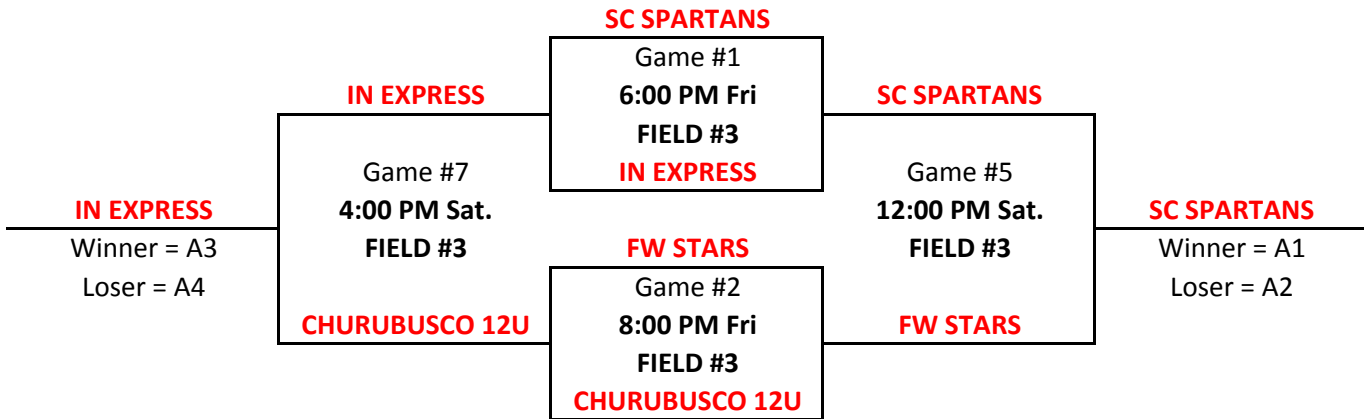 SC SPARTANS
Game #1
IN EXPRESS
6:00 PM Fri
SC SPARTANS
FIELD #3
Game #7
IN EXPRESS
Game #5
IN EXPRESS
4:00 PM Sat.
12:00 PM Sat.
SC SPARTANS
Winner = A3
FIELD #3
FW STARS
FIELD #3
Winner = A1
Loser = A4
Game #2
Loser = A2
CHURUBUSCO 12U
8:00 PM Fri
FW STARS
FIELD #3
CHURUBUSCO 12U